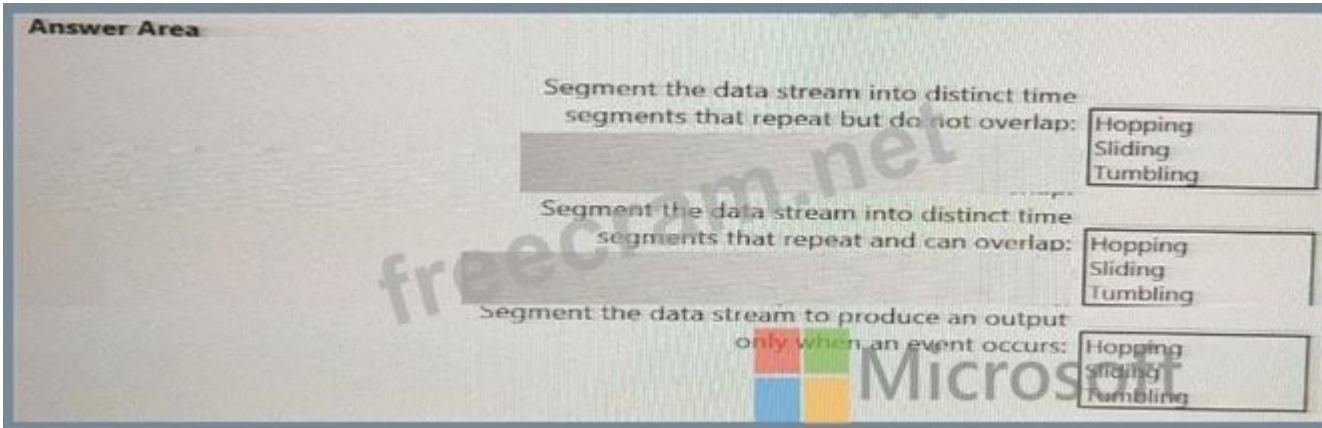 Answer Area
Segment the data stream into distinct time
segments that repeat but do not overlap:
Hopping
Sliding
Tumbling
Segment the data stream into distinct time
segments that repeat and can overlap:
Hopping
Sliding
Tumbling
Segment the data stream to produce an output
only when an event occurs:
Hopping
Sliding
Tumbling
freecram.net
Microsoft